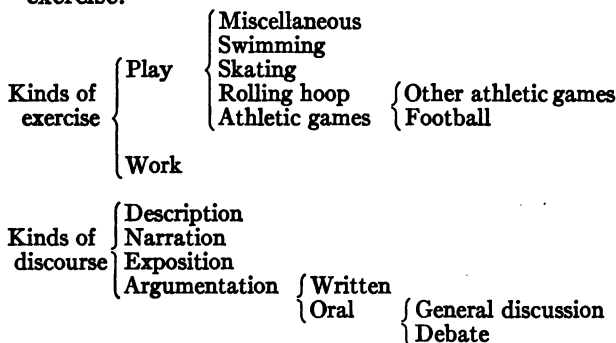 exercise.
Miscellaneous
Swimming
Play Skating
Kinds of Rolling hoop Other athletic games
exercise Athletic games Football
Work
Description
Kinds of Narration
discourse Exposition
Argumentation Written
Oral General discussion
Debate